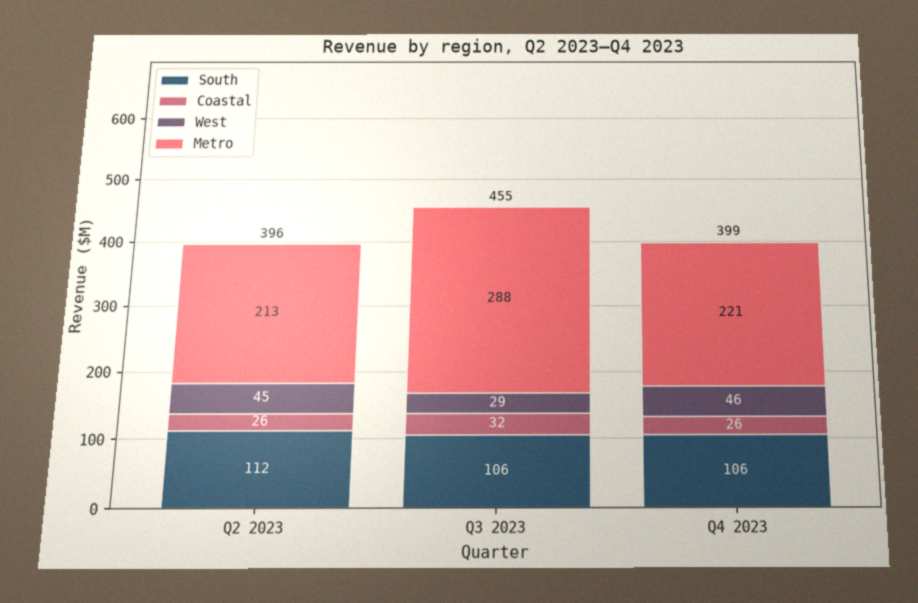 Revenue by region, Q2 2023–Q4 2023
South
Coastal
West
Metro
Revenue ($M)
600
500
400
300
200
100
0
396
213
45
26
112
455
288
29
32
106
399
221
46
26
106
Q2 2023
Q3 2023
Q4 2023
Quarter